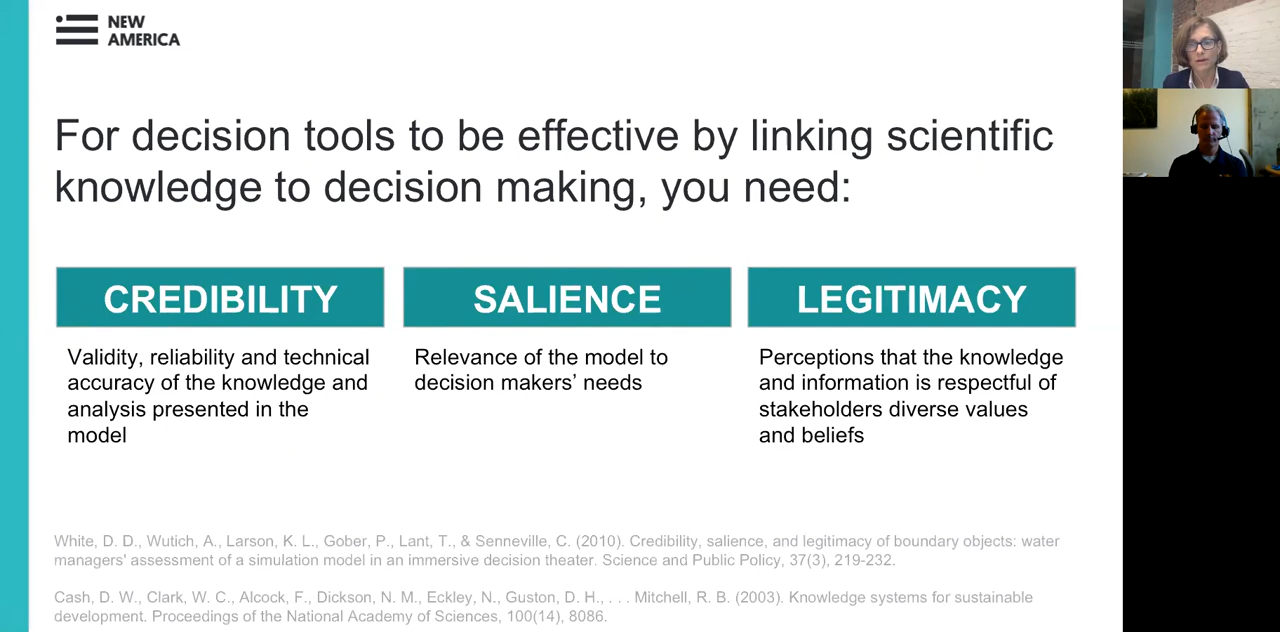 NEW
AMERICA
For decision tools to be effective by linking scientific
knowledge to decision making, you need:
CREDIBILITY
Validity, reliability and technical
accuracy of the knowledge and
analysis presented in the
model
SALIENCE
Relevance of the model to
decision makers’ needs
LEGITIMACY
Perceptions that the knowledge
and information is respectful of
stakeholders diverse values
and beliefs
White, D. D., Wutich, A., Larson, K. L., Gober, P., Lant, T., & Senneville, C. (2010). Credibility, salience, and legitimacy of boundary objects: water
managers' assessment of a simulation model in an immersive decision theater. Science and Public Policy, 37(3), 219-232.
Cash, D. W., Clark, W. C., Alcock, F., Dickson, N. M., Eckley, N., Guston, D. H., . . . Mitchell, R. B. (2003). Knowledge systems for sustainable
development. Proceedings of the National Academy of Sciences, 100(14), 8086.